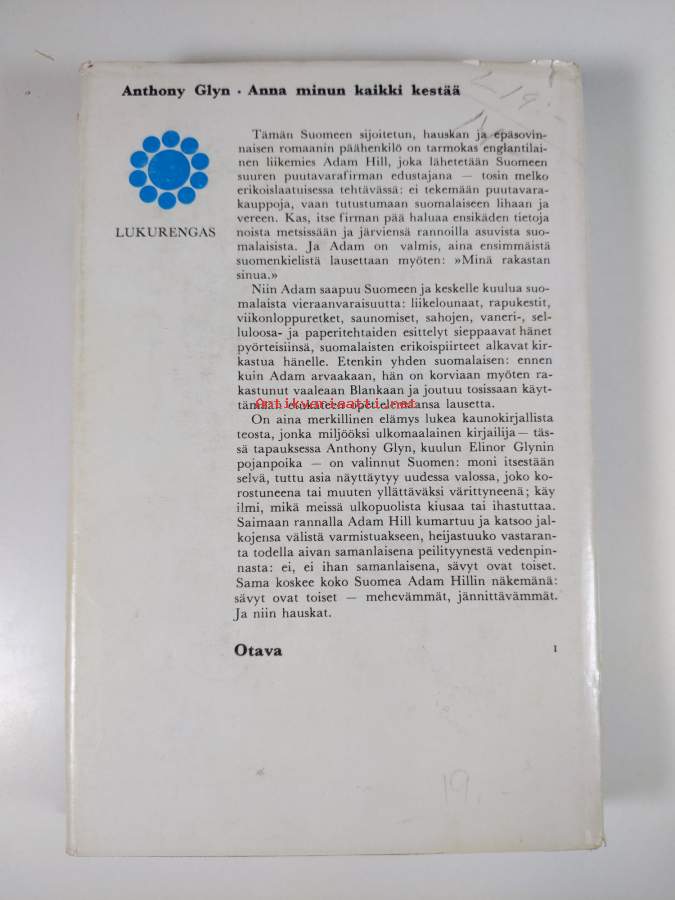 Anthony Glyn • Anna minun kaikki kestää
19,-
LUKURENGAS
Tämän Suomeen sijoitetun, hauskan ja epäsovin-
naisen romaanin päähenkilö on tarmokas englantilai-
nen liikemies Adam Hill, joka lähetetään Suomeen
suuren puutavarafirman edustajana — tosin melko
erikoislaatuisessa tehtävässä: ei tekemään puutavara-
kauppoja, vaan tutustumaan suomalaiseen lihaan ja
vereen. Kas, itse firman pää haluaa ensikäden tietoja
noista metsissään ja järviensä rannoilla asuvista suo-
malaisista. Ja Adam on valmis, aina ensimmäistä
suomenkielistä lausettaan myöten: »Minä rakastan
sinua.»
Niin Adam saapuu Suomeen ja keskelle kuulua suo-
malaista vieraanvaraisuutta: liikelounaat, rapukestit,
viikonloppuretket, saunomiset, sahojen, vaneri-, sel-
luloosa- ja paperitehtaiden esittelyt sieppaavat hänet
pyörteisiinsä, suomalaisten erikoispiirteet alkavat kir-
kastua hänelle. Etenkin yhden suomalaisen: ennen
kuin Adam arvaakaan, hän on korviaan myöten ra-
kastunut vaaleaan Blankaan ja joutuu tosissaan käyt-
tämään etukäteen opettelemaansa lausetta.
Antikvariaatti.net
On aina merkillinen elämys lukea kaunokirjallista
teosta, jonka miljööksi ulkomaalainen kirjailija — täs-
sä tapauksessa Anthony Glyn, kuulun Elinor Glynin
pojanpoika — on valinnut Suomen: moni itsestään
selvä, tuttu asia näyttäytyy uudessa valossa, joko ko-
rostuneena tai muuten yllättäväksi värittyneenä; käy
ilmi, mikä meissä ulkopuolista kiusaa tai ihastuttaa.
Saimaan rannalla Adam Hill kumartuu ja katsoo jal-
kojensa välistä varmistuakseen, heijastuuko vastaran-
ta todella aivan samanlaisena peilityynestä vedenpin-
nasta: ei, ei ihan samanlaisena, sävyt ovat toiset.
Sama koskee koko Suomea Adam Hillin näkemänä:
sävyt ovat toiset — mehevämmät, jännittävämmät.
Ja niin hauskat.
Otava
1
19,-